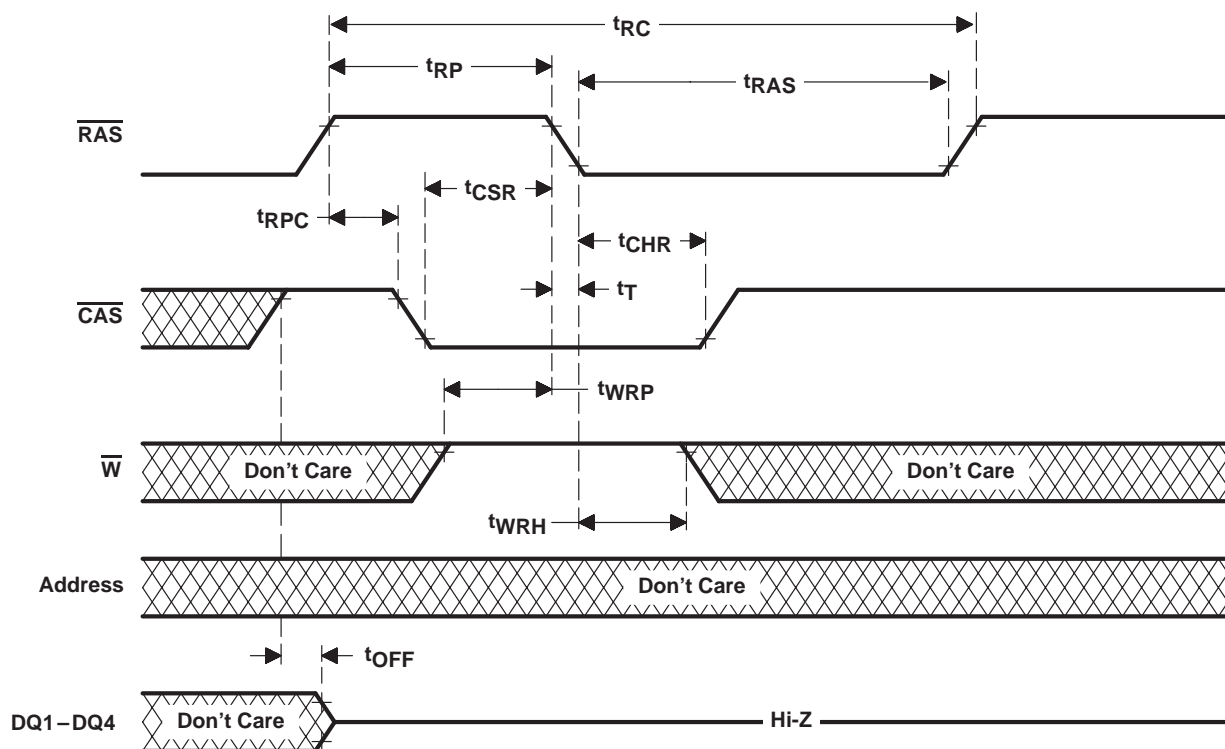 tRC
tRP
tRAS
RAS
tCSR
tRPC
tCHR
tT
CAS
tWRP
W
Don't Care
Don't Care
tWRH
Address
Don't Care
tOFF
DQ1–DQ4
Don't Care
Hi-Z